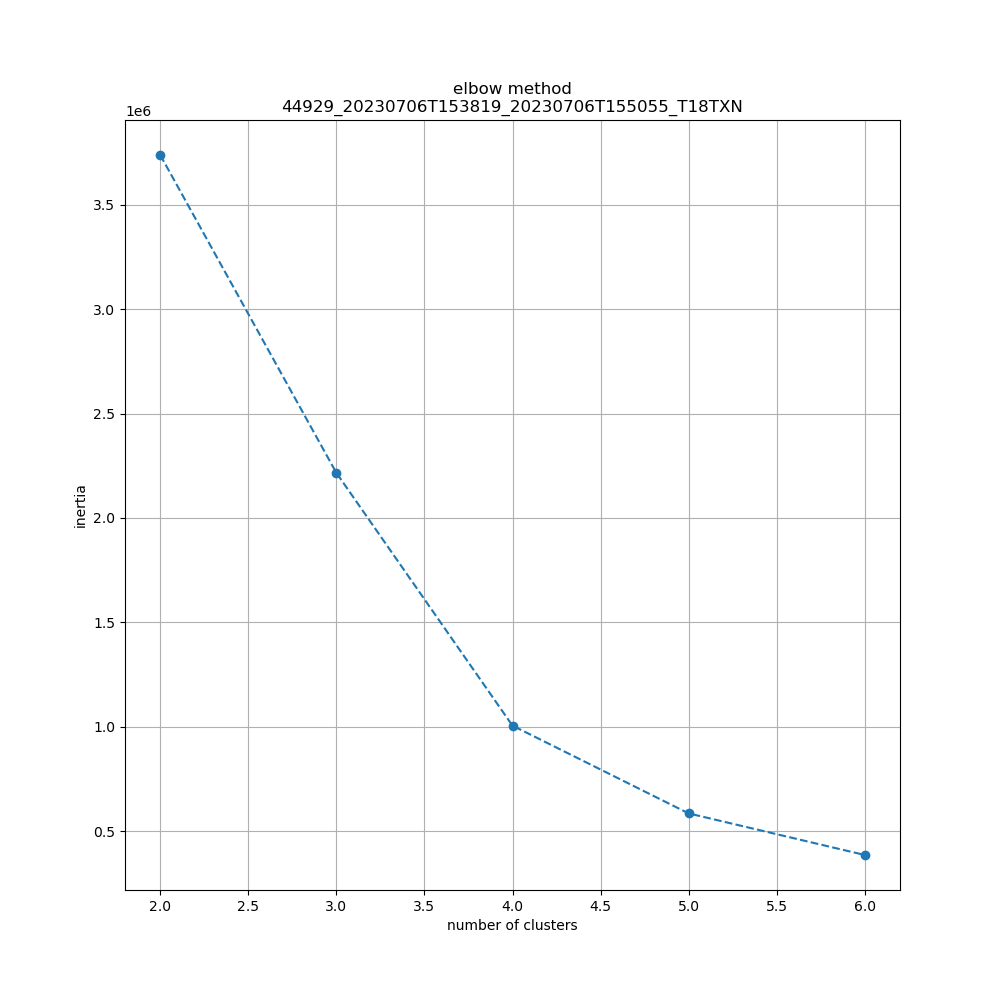 elbow method
44929_20230706T153819_20230706T155055_T18TXN
1e6
3.5
3.0
2.5
2.0
1.5
1.0
0.5
inertia
2.0 2.5 3.0 3.5 4.0 4.5 5.0 5.5 6.0
number of clusters